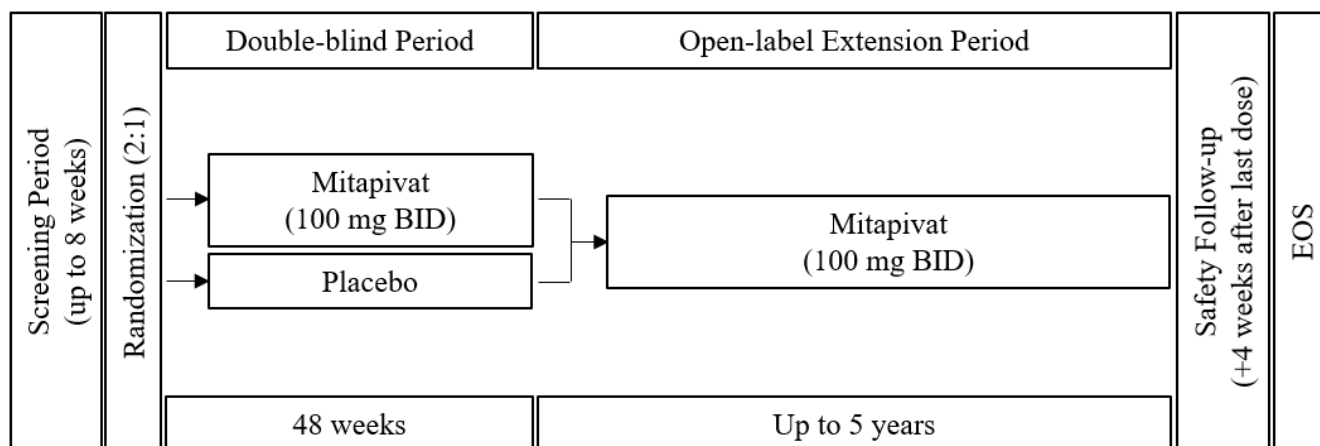 Screening Period
(up to 8 weeks)
Randomization (2:1)
Double-blind Period
Mitapivat
(100 mg BID)
Placebo
48 weeks
Open-label Extension Period
Mitapivat
(100 mg BID)
Up to 5 years
Safety Follow-up
(+4 weeks after last dose)
EOS